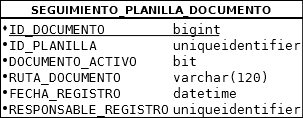 SEGUIMIENTO_PLANILLA_DOCUMENTO
•ID_DOCUMENTO bigint
•ID_PLANILLA uniqueidentifier
•DOCUMENTO_ACTIVO bit
•RUTA_DOCUMENTO varchar(120)
•FECHA_REGISTRO datetime
•RESPONSABLE_REGISTRO uniqueidentifier